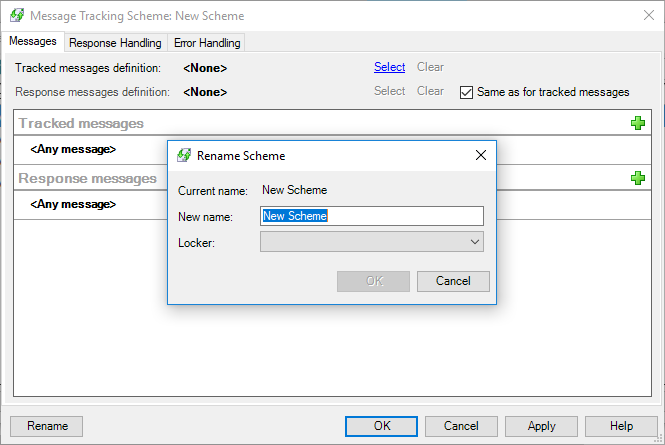 Message Tracking Scheme: New Scheme
Messages Response Handling Error Handling
Tracked messages definition: <None> Select Clear
Response messages definition: <None> Select Clear Same as for tracked messages
Tracked messages
<Any message>
Response messages
<Any message>
Rename Scheme
Current name: New Scheme
New name: New Scheme
Locker:
OK Cancel
Rename OK Cancel Apply Help